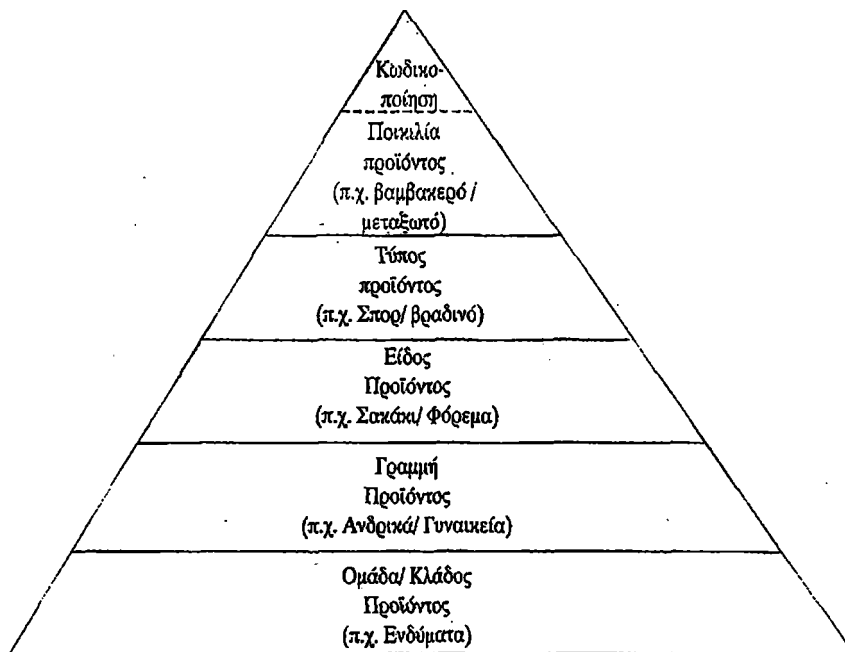 Κωδικο-
ποίηση
Ποικιλία
προϊόντος
(π.χ. βαμβακερό /
μεταξωτό)
Τύπος
προϊόντος
(π.χ. Σπορ/ βραδινό)
Είδος
Προϊόντος
(π.χ. Σακάκι/ Φόρεμα)
Γραμμή
Προϊόντος
(π.χ. Ανδρικά/ Γυναικεία)
Ομάδα/ Κλάδος
Προϊόντος
(π.χ. Ενδύματα)